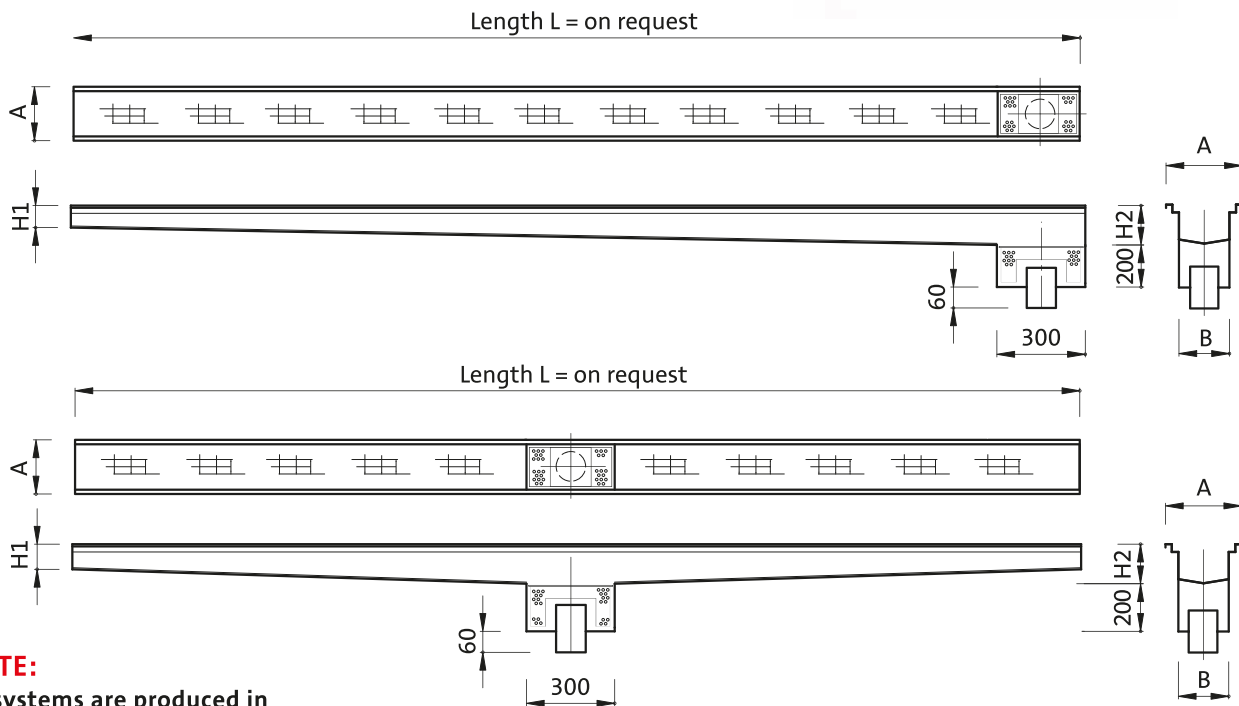 Length L = on request
A
A
H1
H2
200
60
300
B
Length L = on request
A
A
H1
H2
200
60
300
B
TE:
systems are produced in